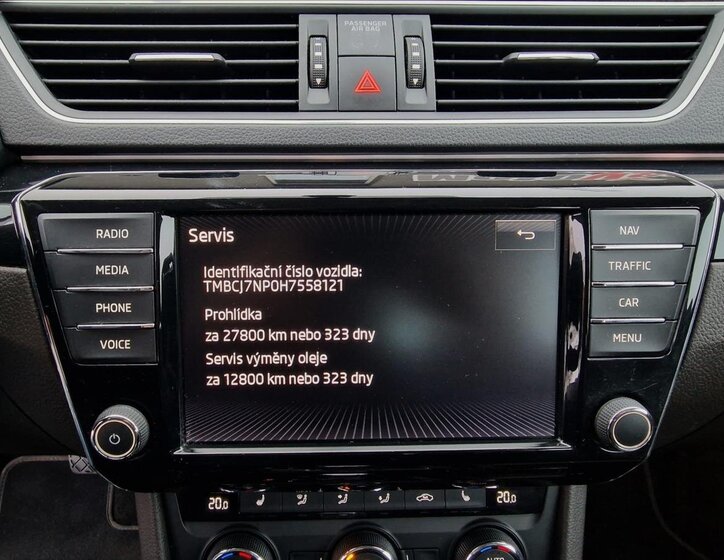 PASSENGER
AIR BAG
Servis
RADIO
MEDIA
PHONE
VOICE
Identifikační číslo vozidla:
TMBCJ7NP0H7558121
Prohlídka
za 27800 km nebo 323 dny
Servis výměny oleje
za 12800 km nebo 323 dny
NAV
TRAFFIC
CAR
MENU
20.0
20.0
AUTO